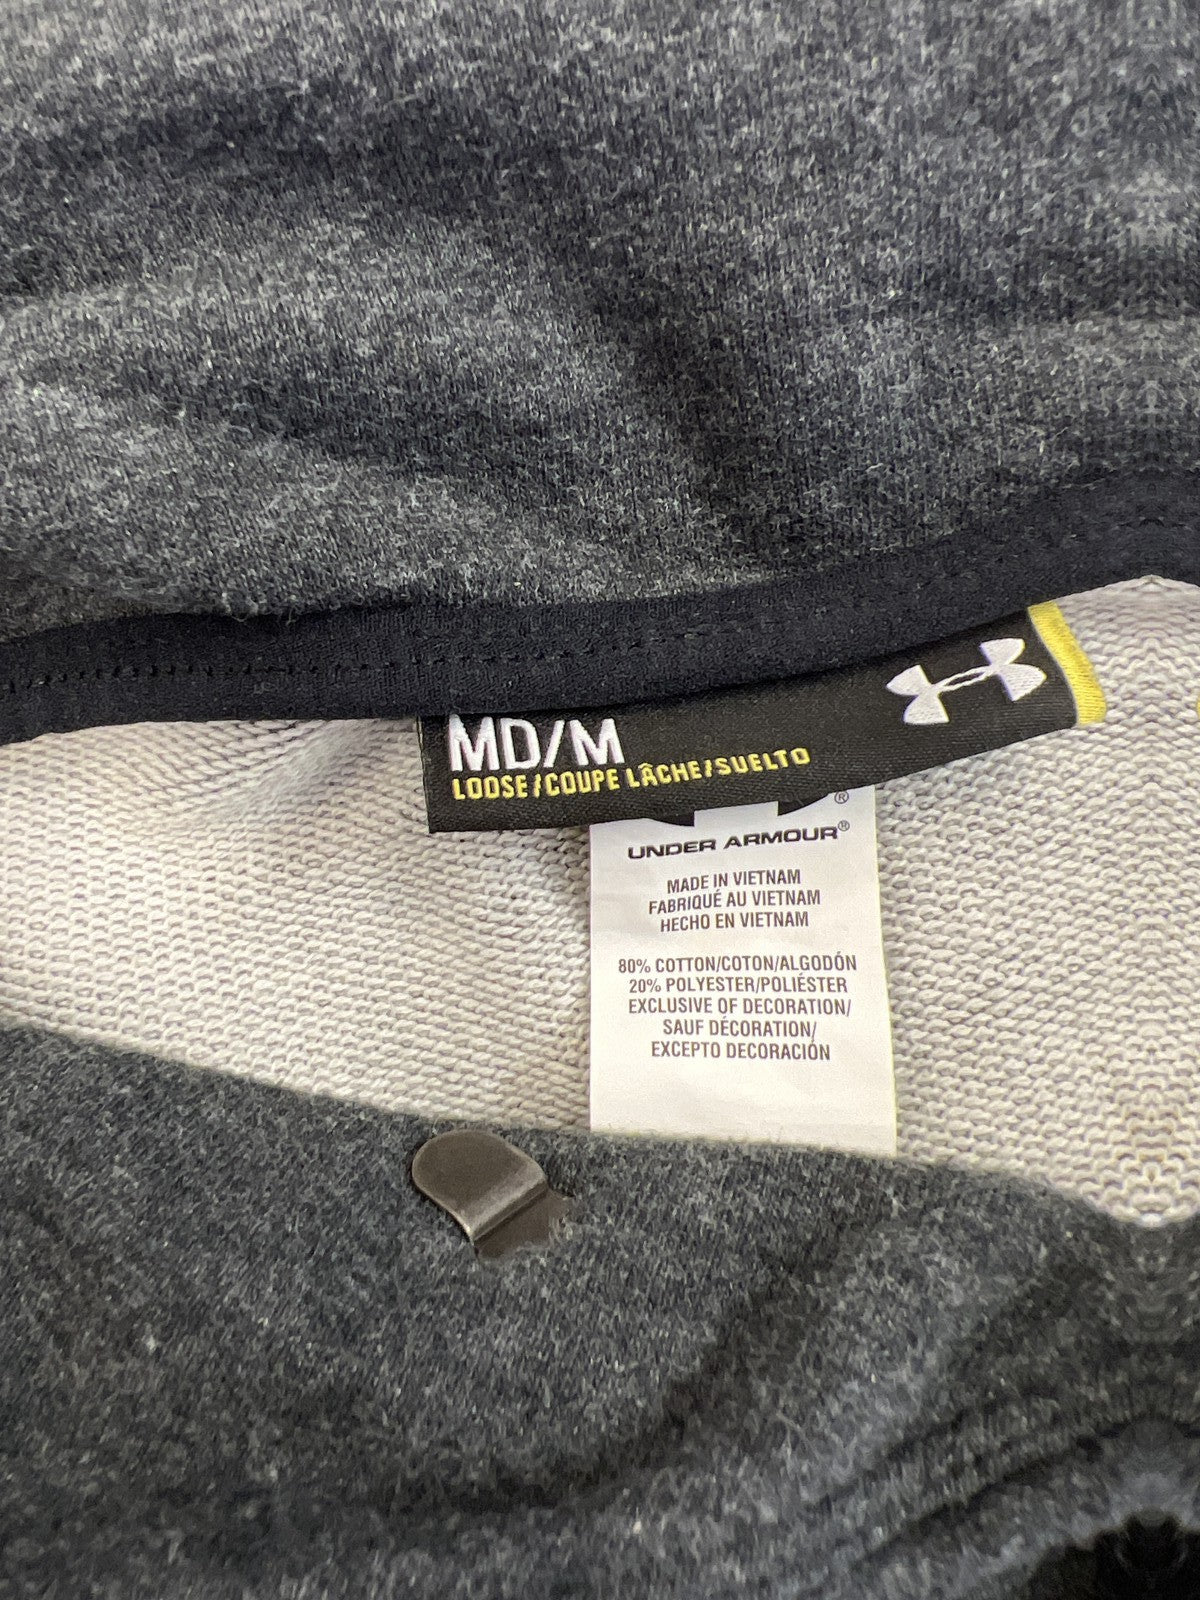 MD/M
LOOSE/COUPE LÂCHE/SUELTO
®
UNDER ARMOUR®
MADE IN VIETNAM
FABRIQUÉ AU VIETNAM
HECHO EN VIETNAM
80% COTTON/COTON/ALGODÓN
20% POLYESTER/POLIÉSTER
EXCLUSIVE OF DECORATION/
SAUF DÉCORATION/
EXCEPTO DECORACIÓN